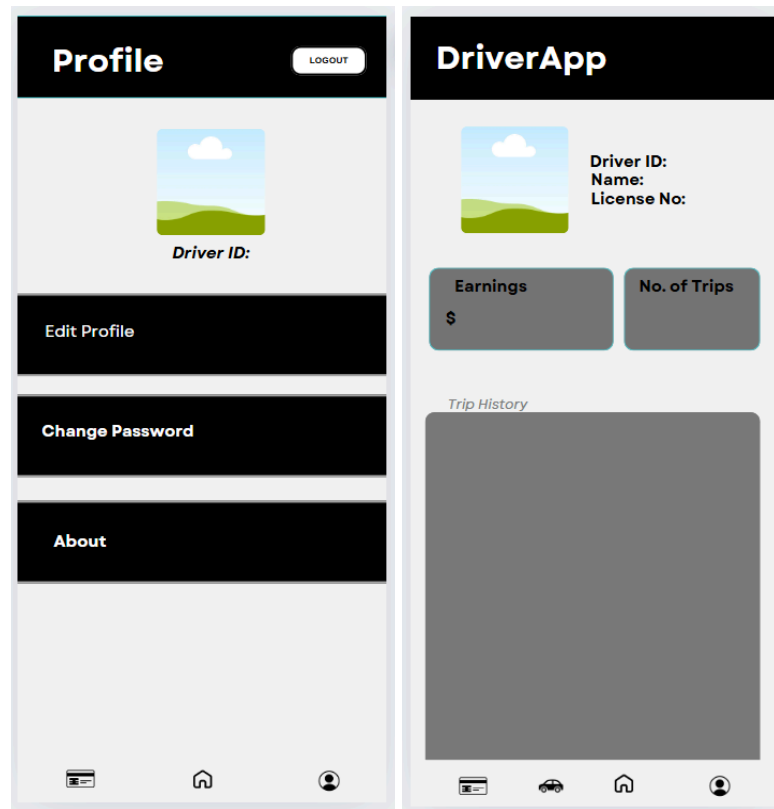 Profile
LOGOUT
Driver ID:
Edit Profile
Change Password
About
DriverApp
Driver ID:
Name:
License No:
Earnings
$
No. of Trips
Trip History